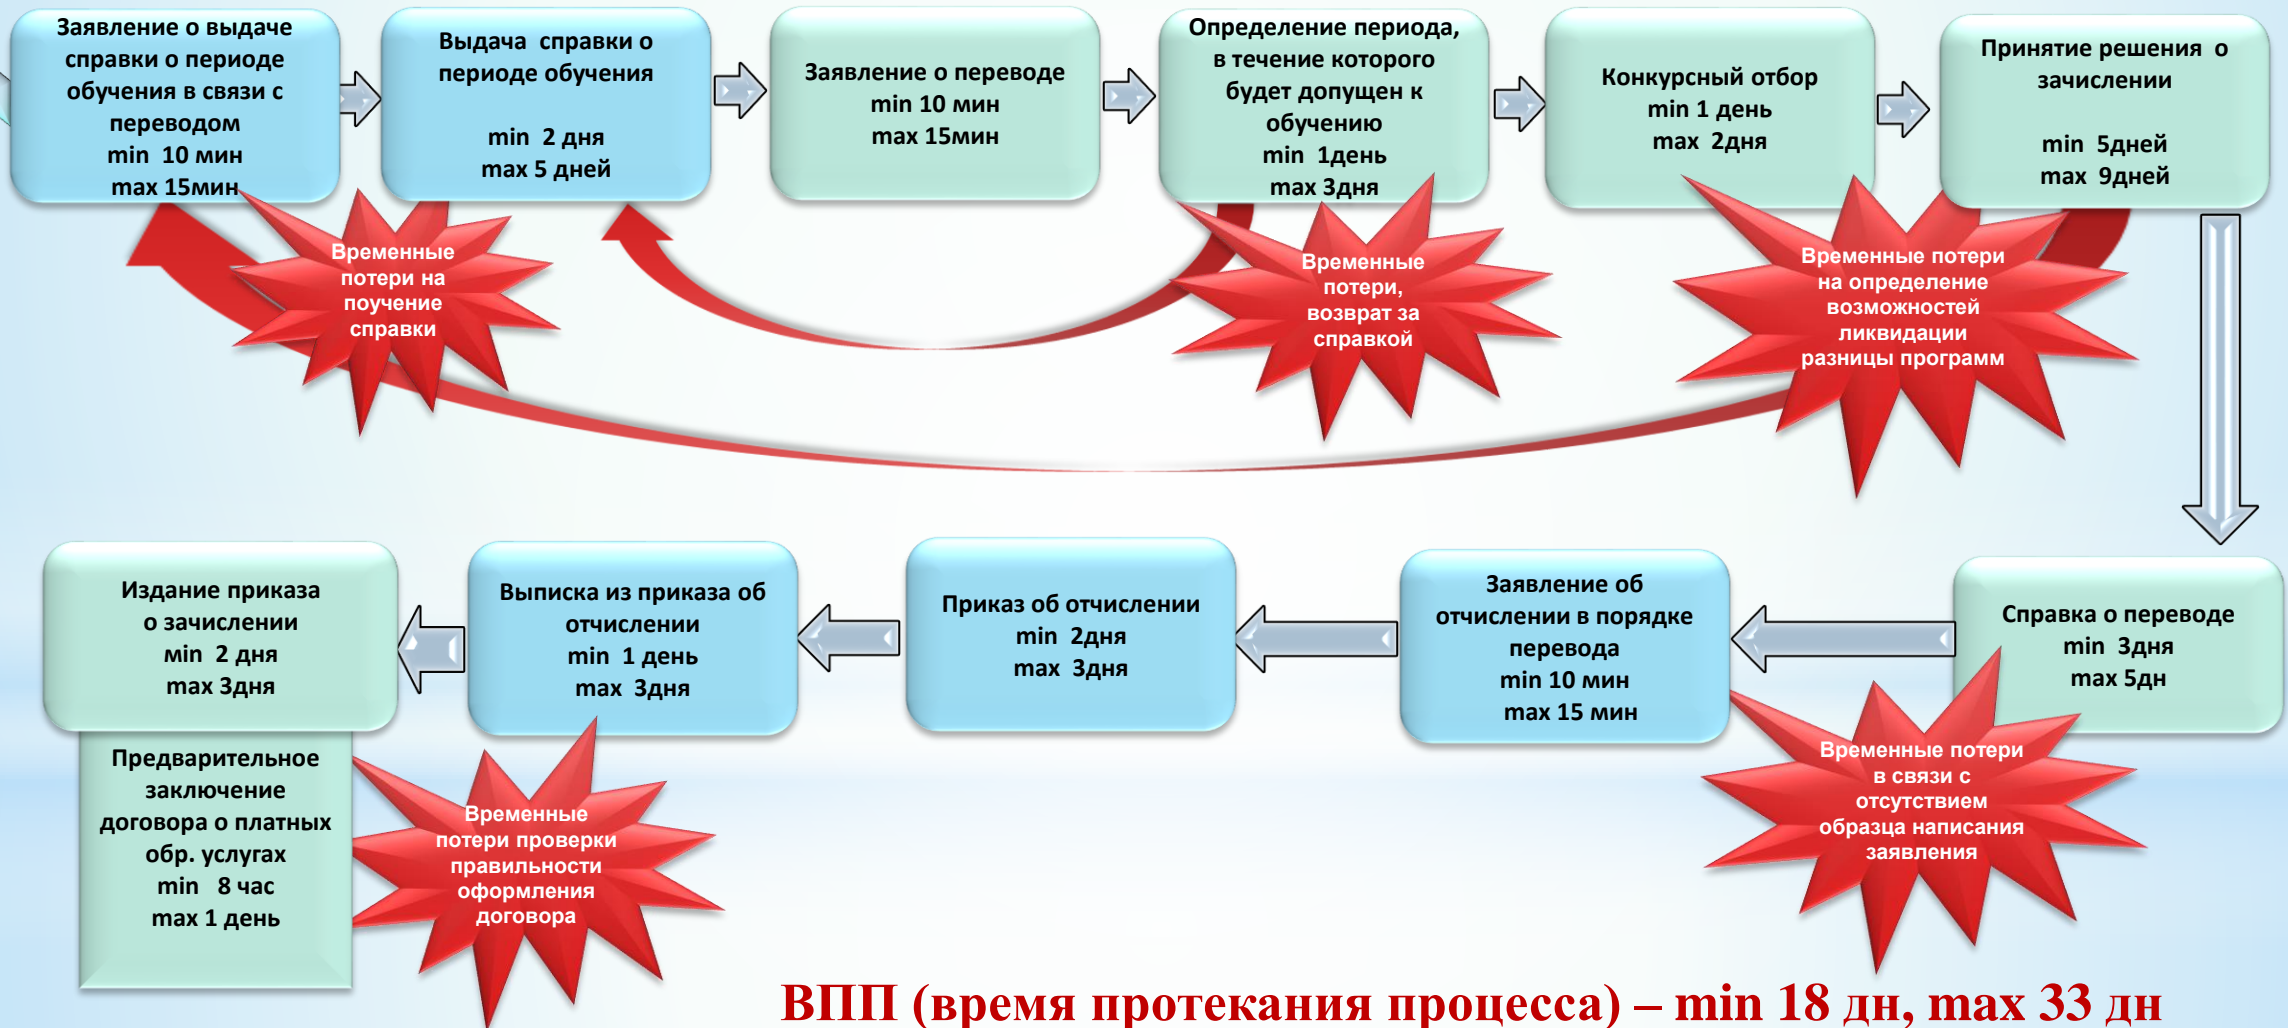 Заявление о выдаче
справки о периоде
обучения в связи с
переводом
min 10 мин
max 15мин
Выдача справки о
периоде обучения
min 2 дня
max 5 дней
Заявление о переводе
min 10 мин
max 15мин
Определение периода,
в течение которого
будет допущен к
обучению
min 1день
max 3дня
Конкурсный отбор
min 1 день
max 2дня
Принятие решения о
зачислении
min 5дней
max 9дней
Временные
потери на
поучение
справки
Временные
потери,
возврат за
справкой
Временные потери
на определение
возможностей
ликвидации
разницы программ
Издание приказа
о зачислении
мin 2 дня
max 3дня
Выписка из приказа об
отчислении
min 1 день
max 3дня
Приказ об отчислении
min 2дня
max 3дня
Заявление об
отчислении в порядке
перевода
min 10 мин
max 15 мин
Справка о переводе
min 3дня
max 5дн
Предварительное
заключение
договора о платных
обр. услугах
min 8 час
max 1 день
Временные
потери проверки
правильности
оформления
договора
Временные потери
в связи с
отсутствием
образца написания
заявления
ВПП (время протекания процесса) – min 18 дн, max 33 дн